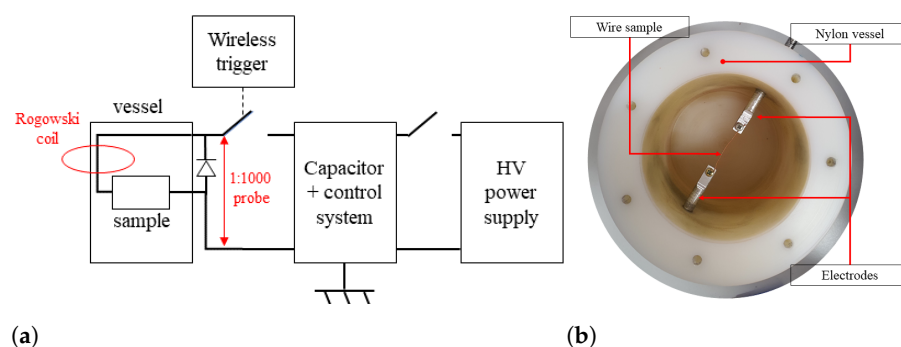 Wireless
trigger
vessel
Rogowski
coil
sample
1:1000
probe
Capacitor
+ control
system
HV
power
supply
(a)
Wire sample
Nylon vessel
Electrodes
(b)